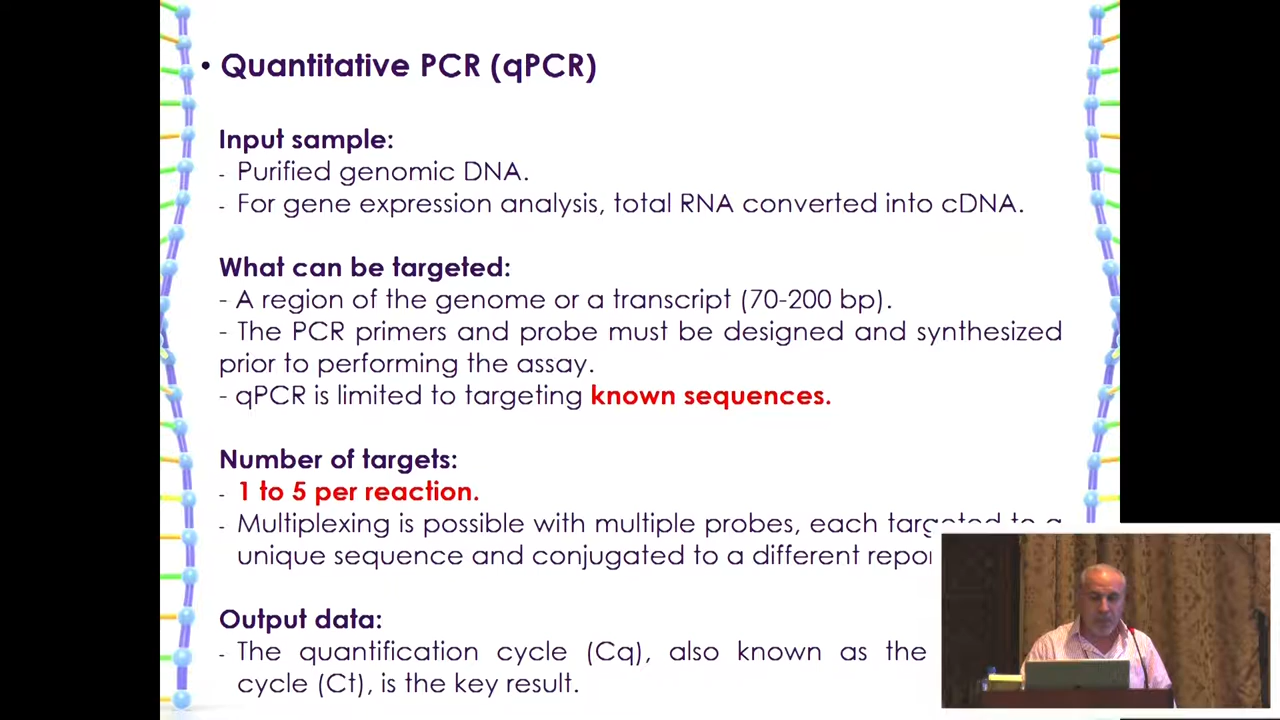 • Quantitative PCR (qPCR)
Input sample:
- Purified genomic DNA.
- For gene expression analysis, total RNA converted into cDNA.
What can be targeted:
- A region of the genome or a transcript (70-200 bp).
- The PCR primers and probe must be designed and synthesized
prior to performing the assay.
- qPCR is limited to targeting known sequences.
Number of targets:
- 1 to 5 per reaction.
- Multiplexing is possible with multiple probes, each targeted to a
unique sequence and conjugated to a different
Output data:
- The quantification cycle (Cq), also known as the
cycle (Ct), is the key result.